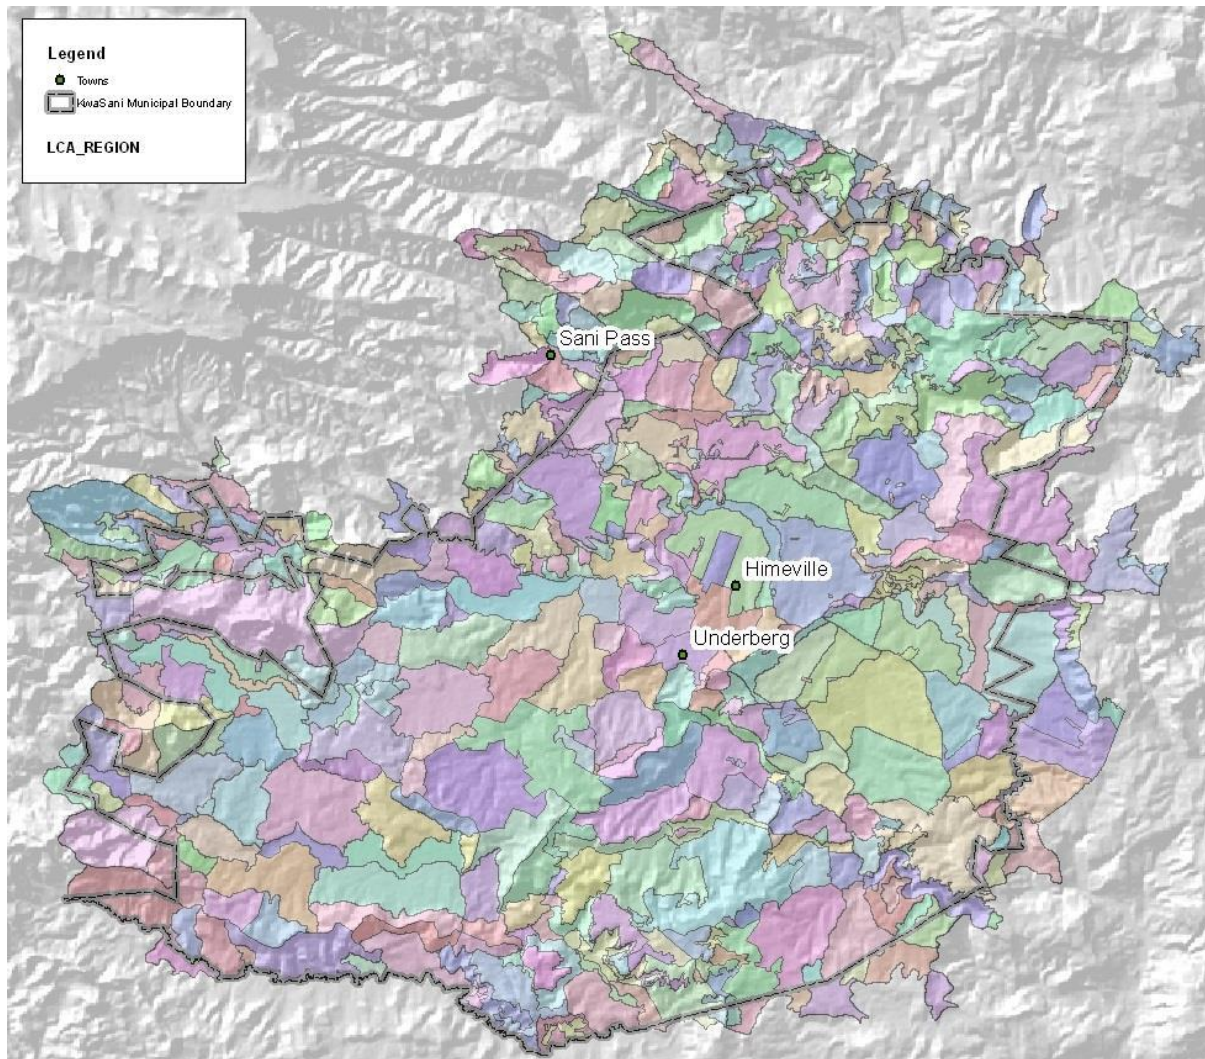 Legend
Towns
KwaSani Municipal Boundary
LCA_REGION
Sani Pass
Himeville
Underberg